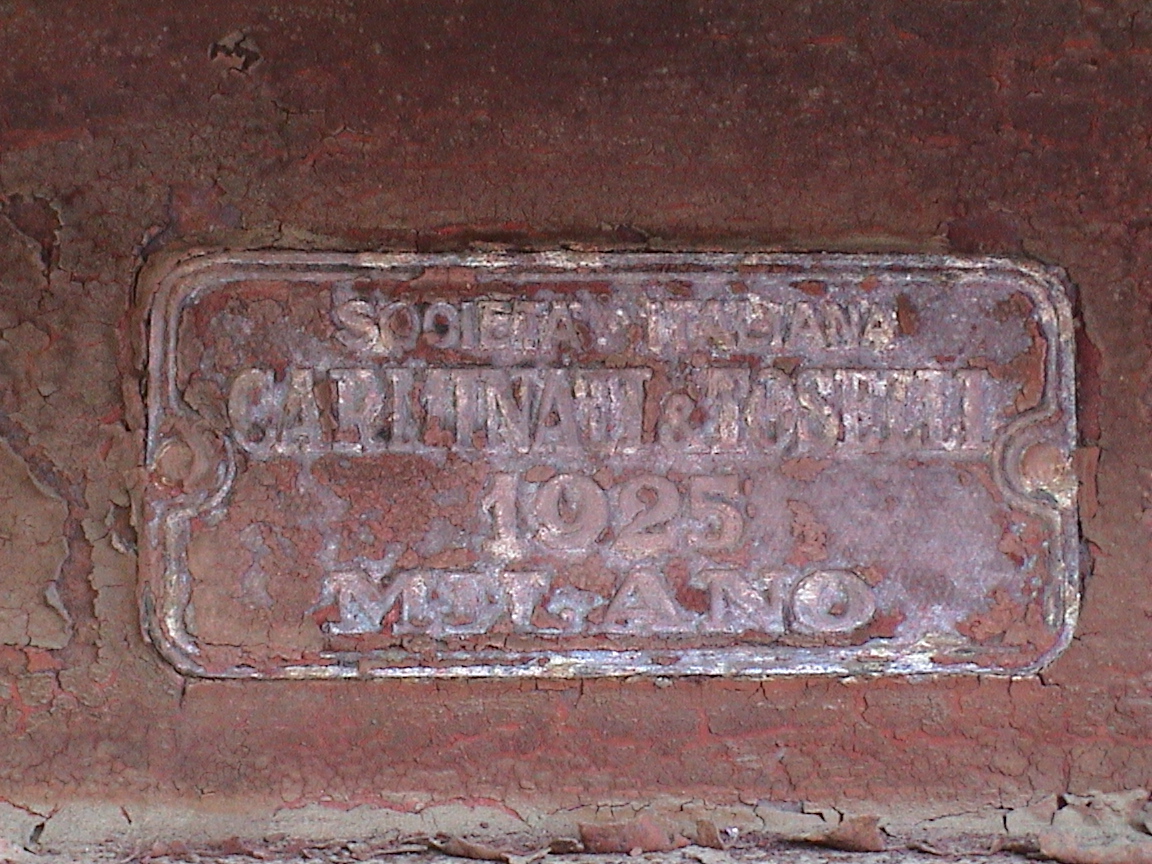 SOCIETA ITALIANA
CARMINATI & TOSELLI
1925
MILANO